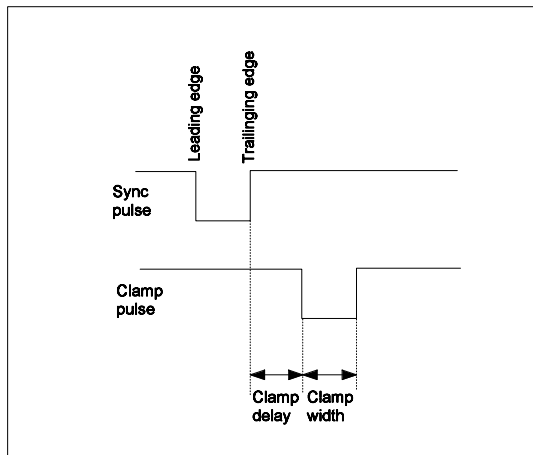 Leading edge
Trailinging edge
Sync
pulse
Clamp
pulse
Clamp
delay
Clamp
width